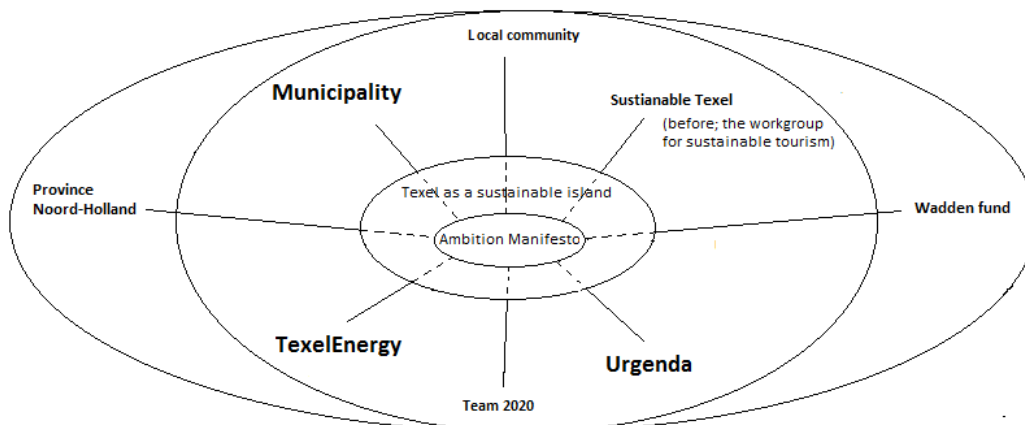 Local community
Municipality
Sustianable Texel
(before; the workgroup
for sustainable tourism)
Texel as a sustainable island
Province
Noord-Holland
Wadden fund
Ambition Manifesto
TexelEnergy
Urgenda
Team 2020